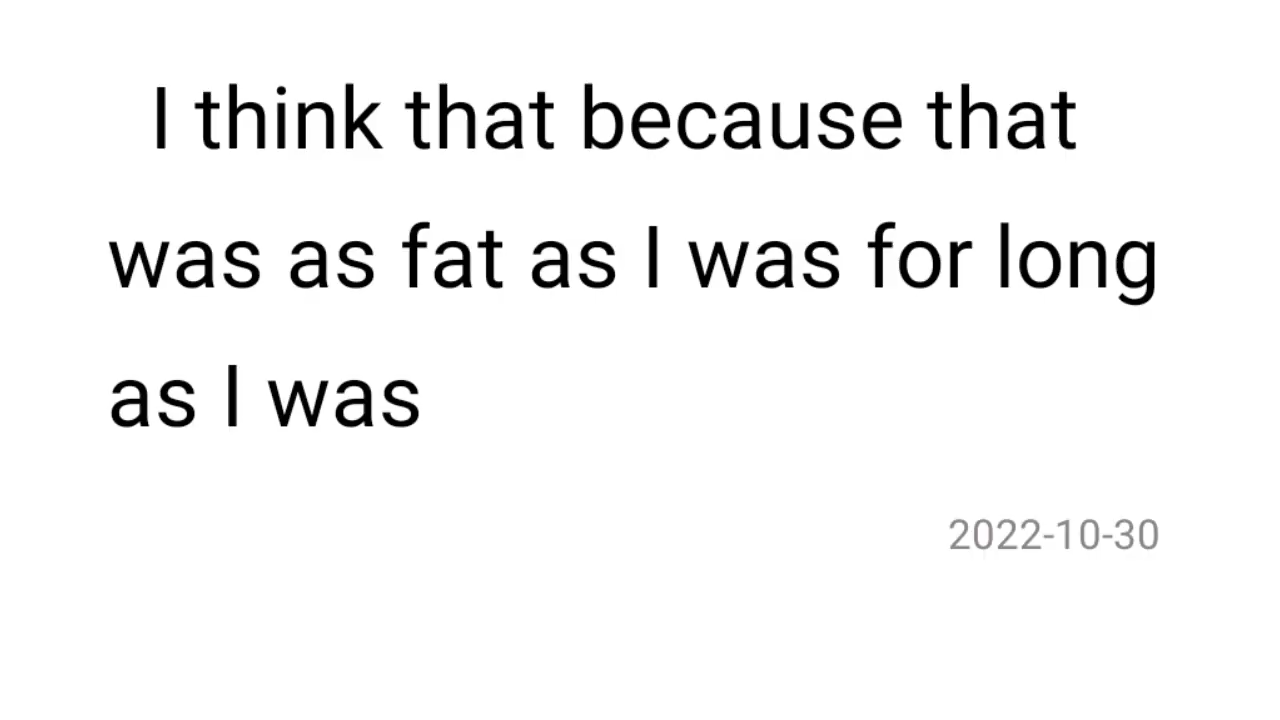 I think that because that
was as fat as I was for long
as I was
2022-10-30